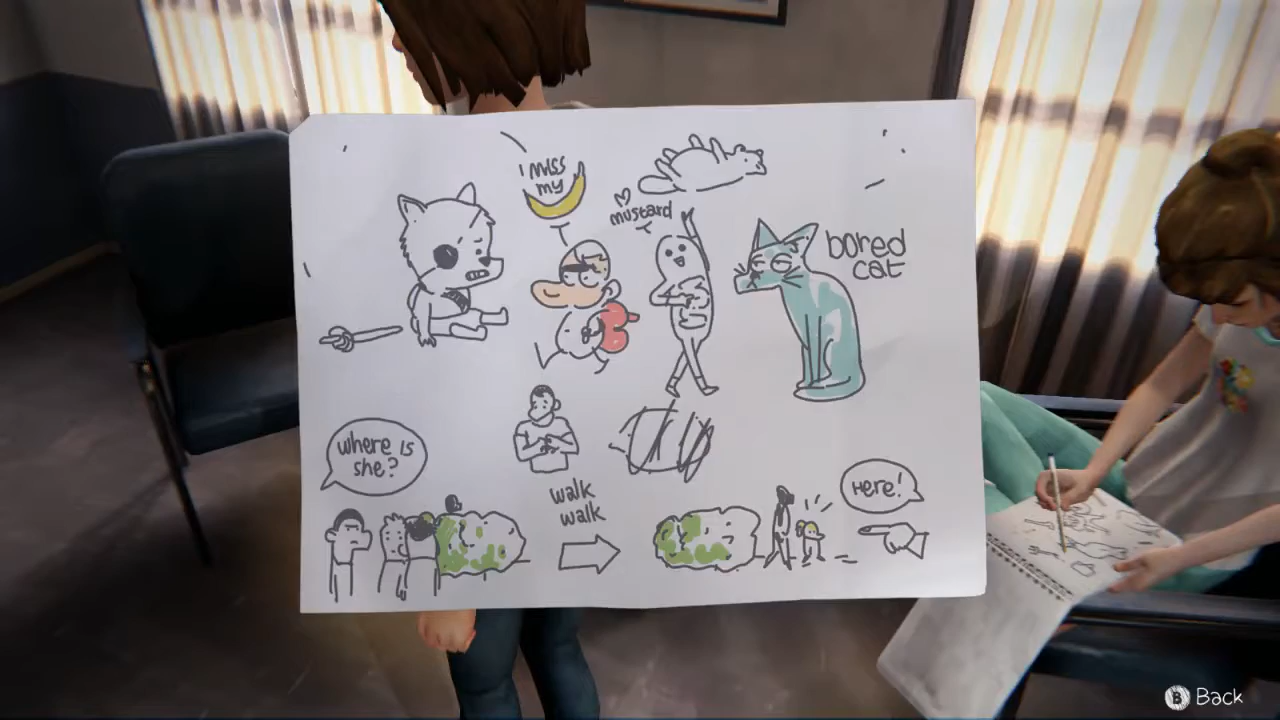 I MISS
MY
mustard
bored
cat
where is
she?
walk
walk
HERE!
B Back